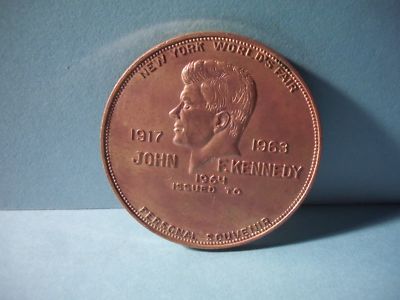 NEW YORK WORLD'S FAIR
1917 1963
JOHN F. KENNEDY
1964
ISSUED TO
PERSONAL SOUVENIR